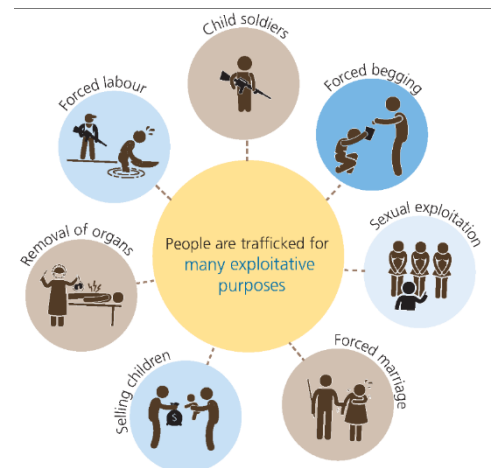 Child soldiers
Forced begging
Sexual exploitation
Forced marriage
Selling children
$
Removal of organs
Forced labour
People are trafficked for
many exploitative
purposes